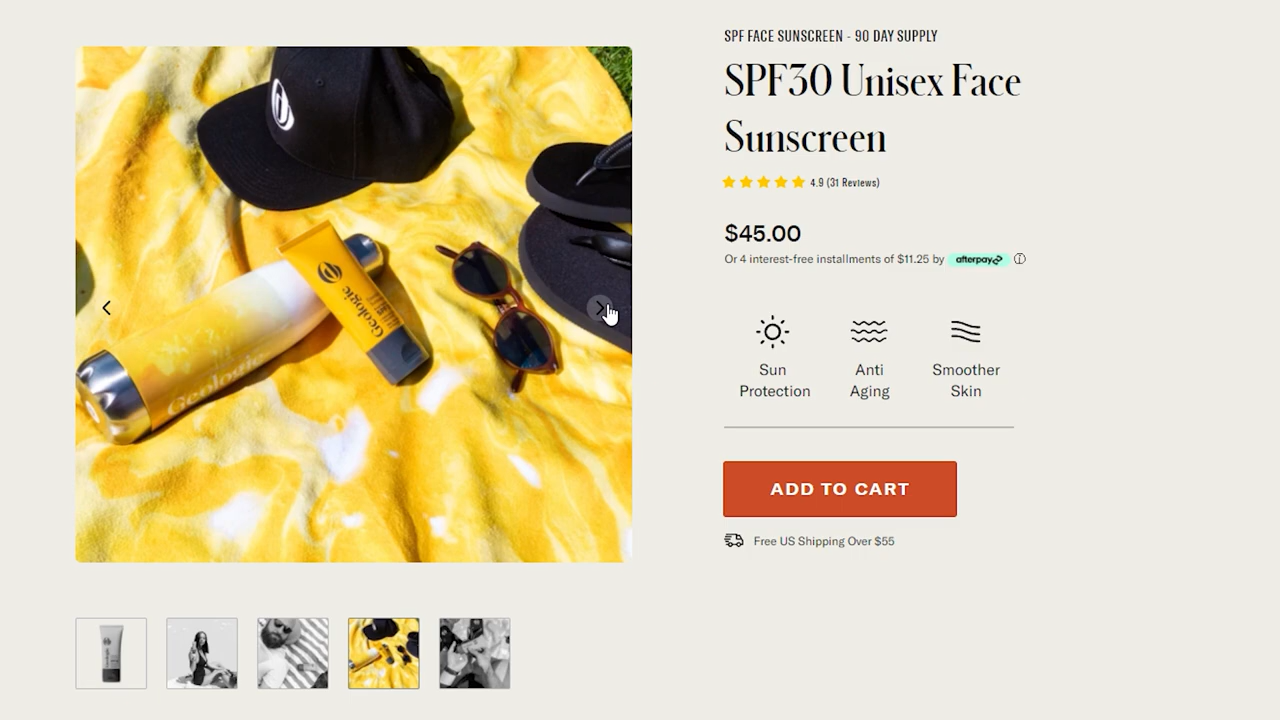 SPF FACE SUNSCREEN - 90 DAY SUPPLY
SPF30 Unisex Face
Sunscreen
4.9 (31 Reviews)
$45.00
Or 4 interest-free installments of $11.25 by afterpay
Sun
Protection
Anti
Aging
Smoother
Skin
ADD TO CART
Free US Shipping Over $55
Geologie
Geologie